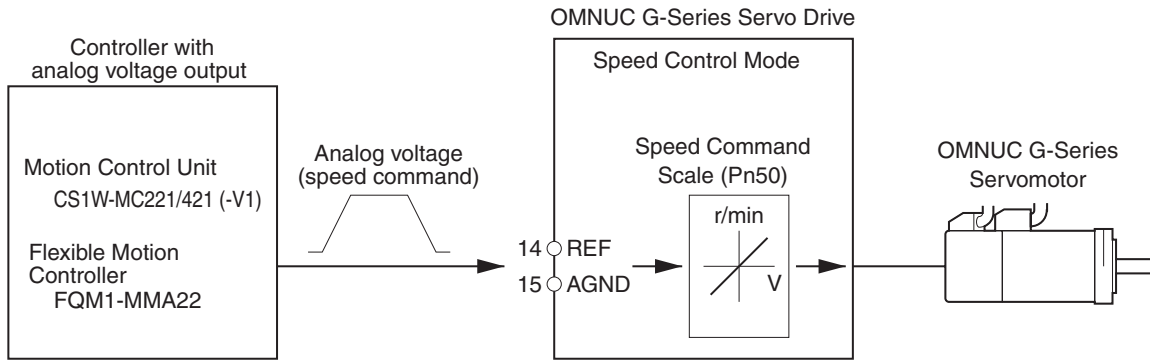 OMNUC G-Series Servo Drive
Controller with
analog voltage output
Speed Control Mode
Motion Control Unit
CS1W-MC221/421 (-V1)
Flexible Motion
Controller
FQM1-MMA22
Analog voltage
(speed command)
Speed Command
Scale (Pn50)
r/min
V
14 REF
15 AGND
OMNUC G-Series
Servomotor